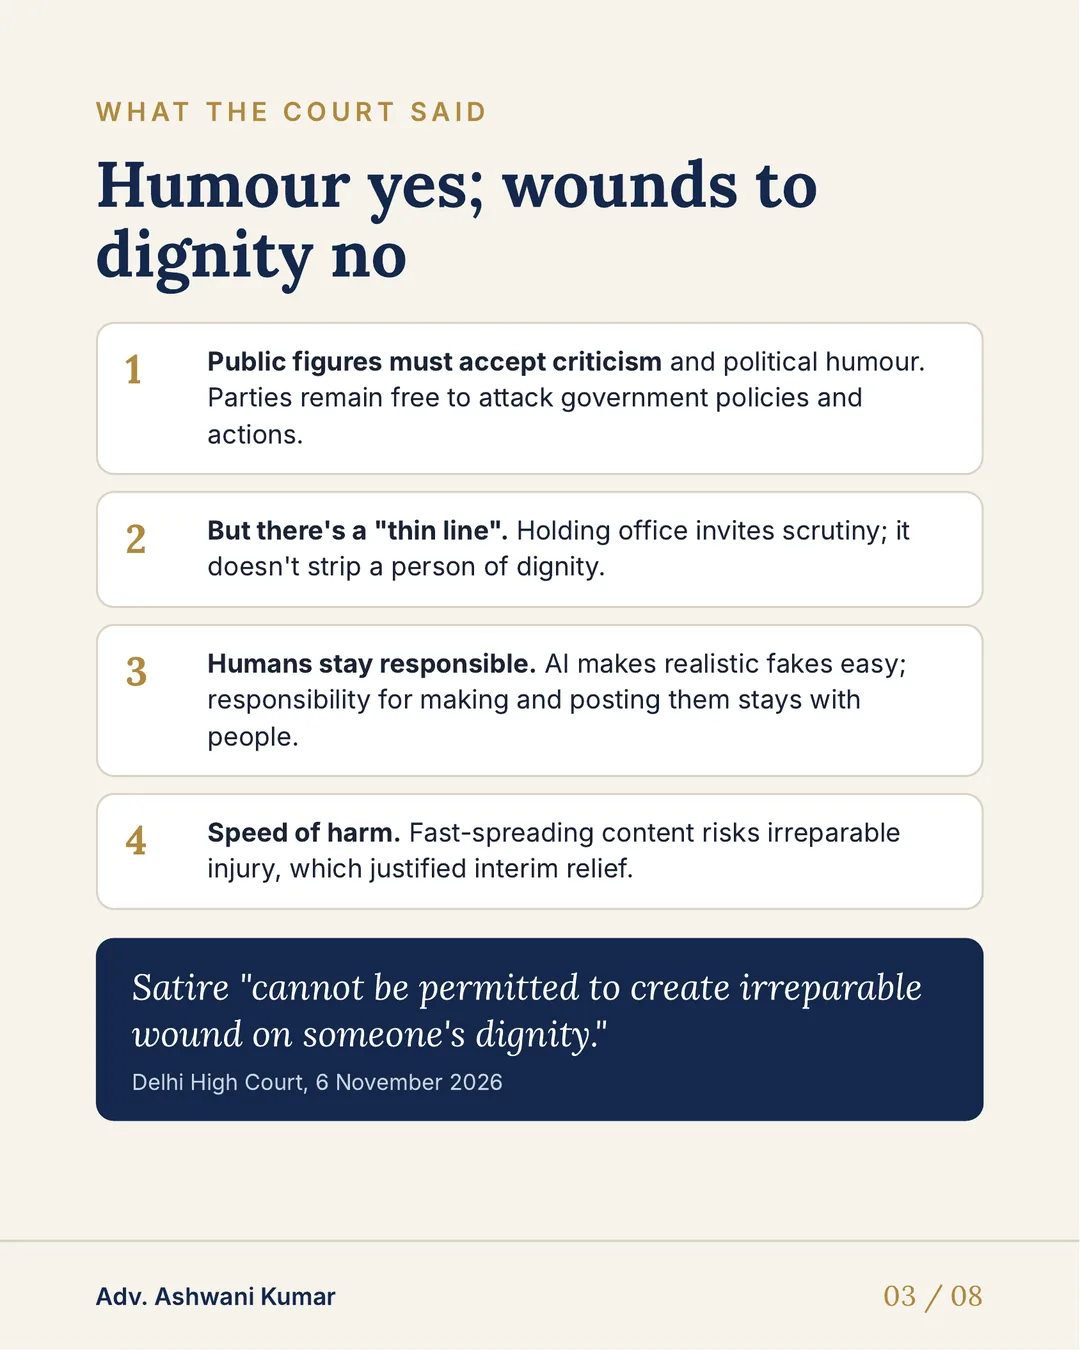 WHAT THE COURT SAID
Humour yes; wounds to
dignity no
1
Public figures must accept criticism and political humour.
Parties remain free to attack government policies and
actions.
2
But there's a "thin line". Holding office invites scrutiny; it
doesn't strip a person of dignity.
3
Humans stay responsible. AI makes realistic fakes easy;
responsibility for making and posting them stays with
people.
4
Speed of harm. Fast-spreading content risks irreparable
injury, which justified interim relief.
Satire "cannot be permitted to create irreparable
wound on someone's dignity."
Delhi High Court, 6 November 2026
Adv. Ashwani Kumar
03 / 08